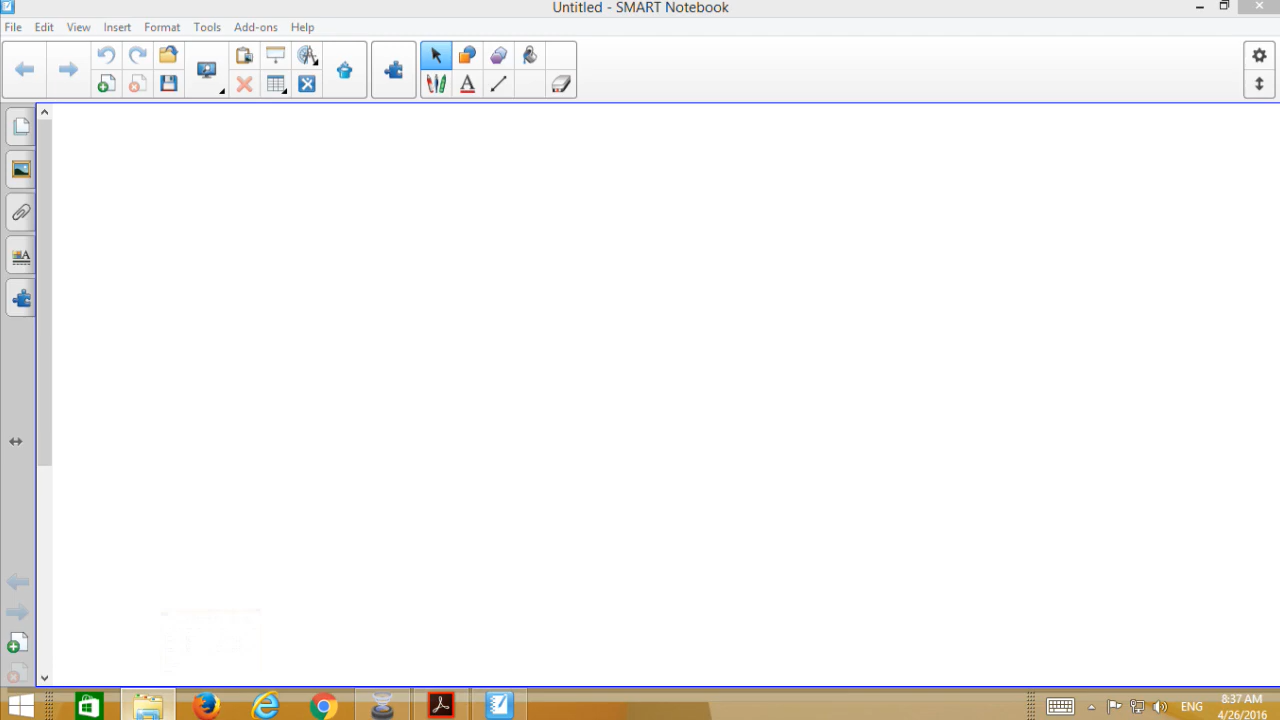 Untitled - SMART Notebook
File Edit View Insert Format Tools Add-ons Help
ENG
8:37 AM
4/26/2016